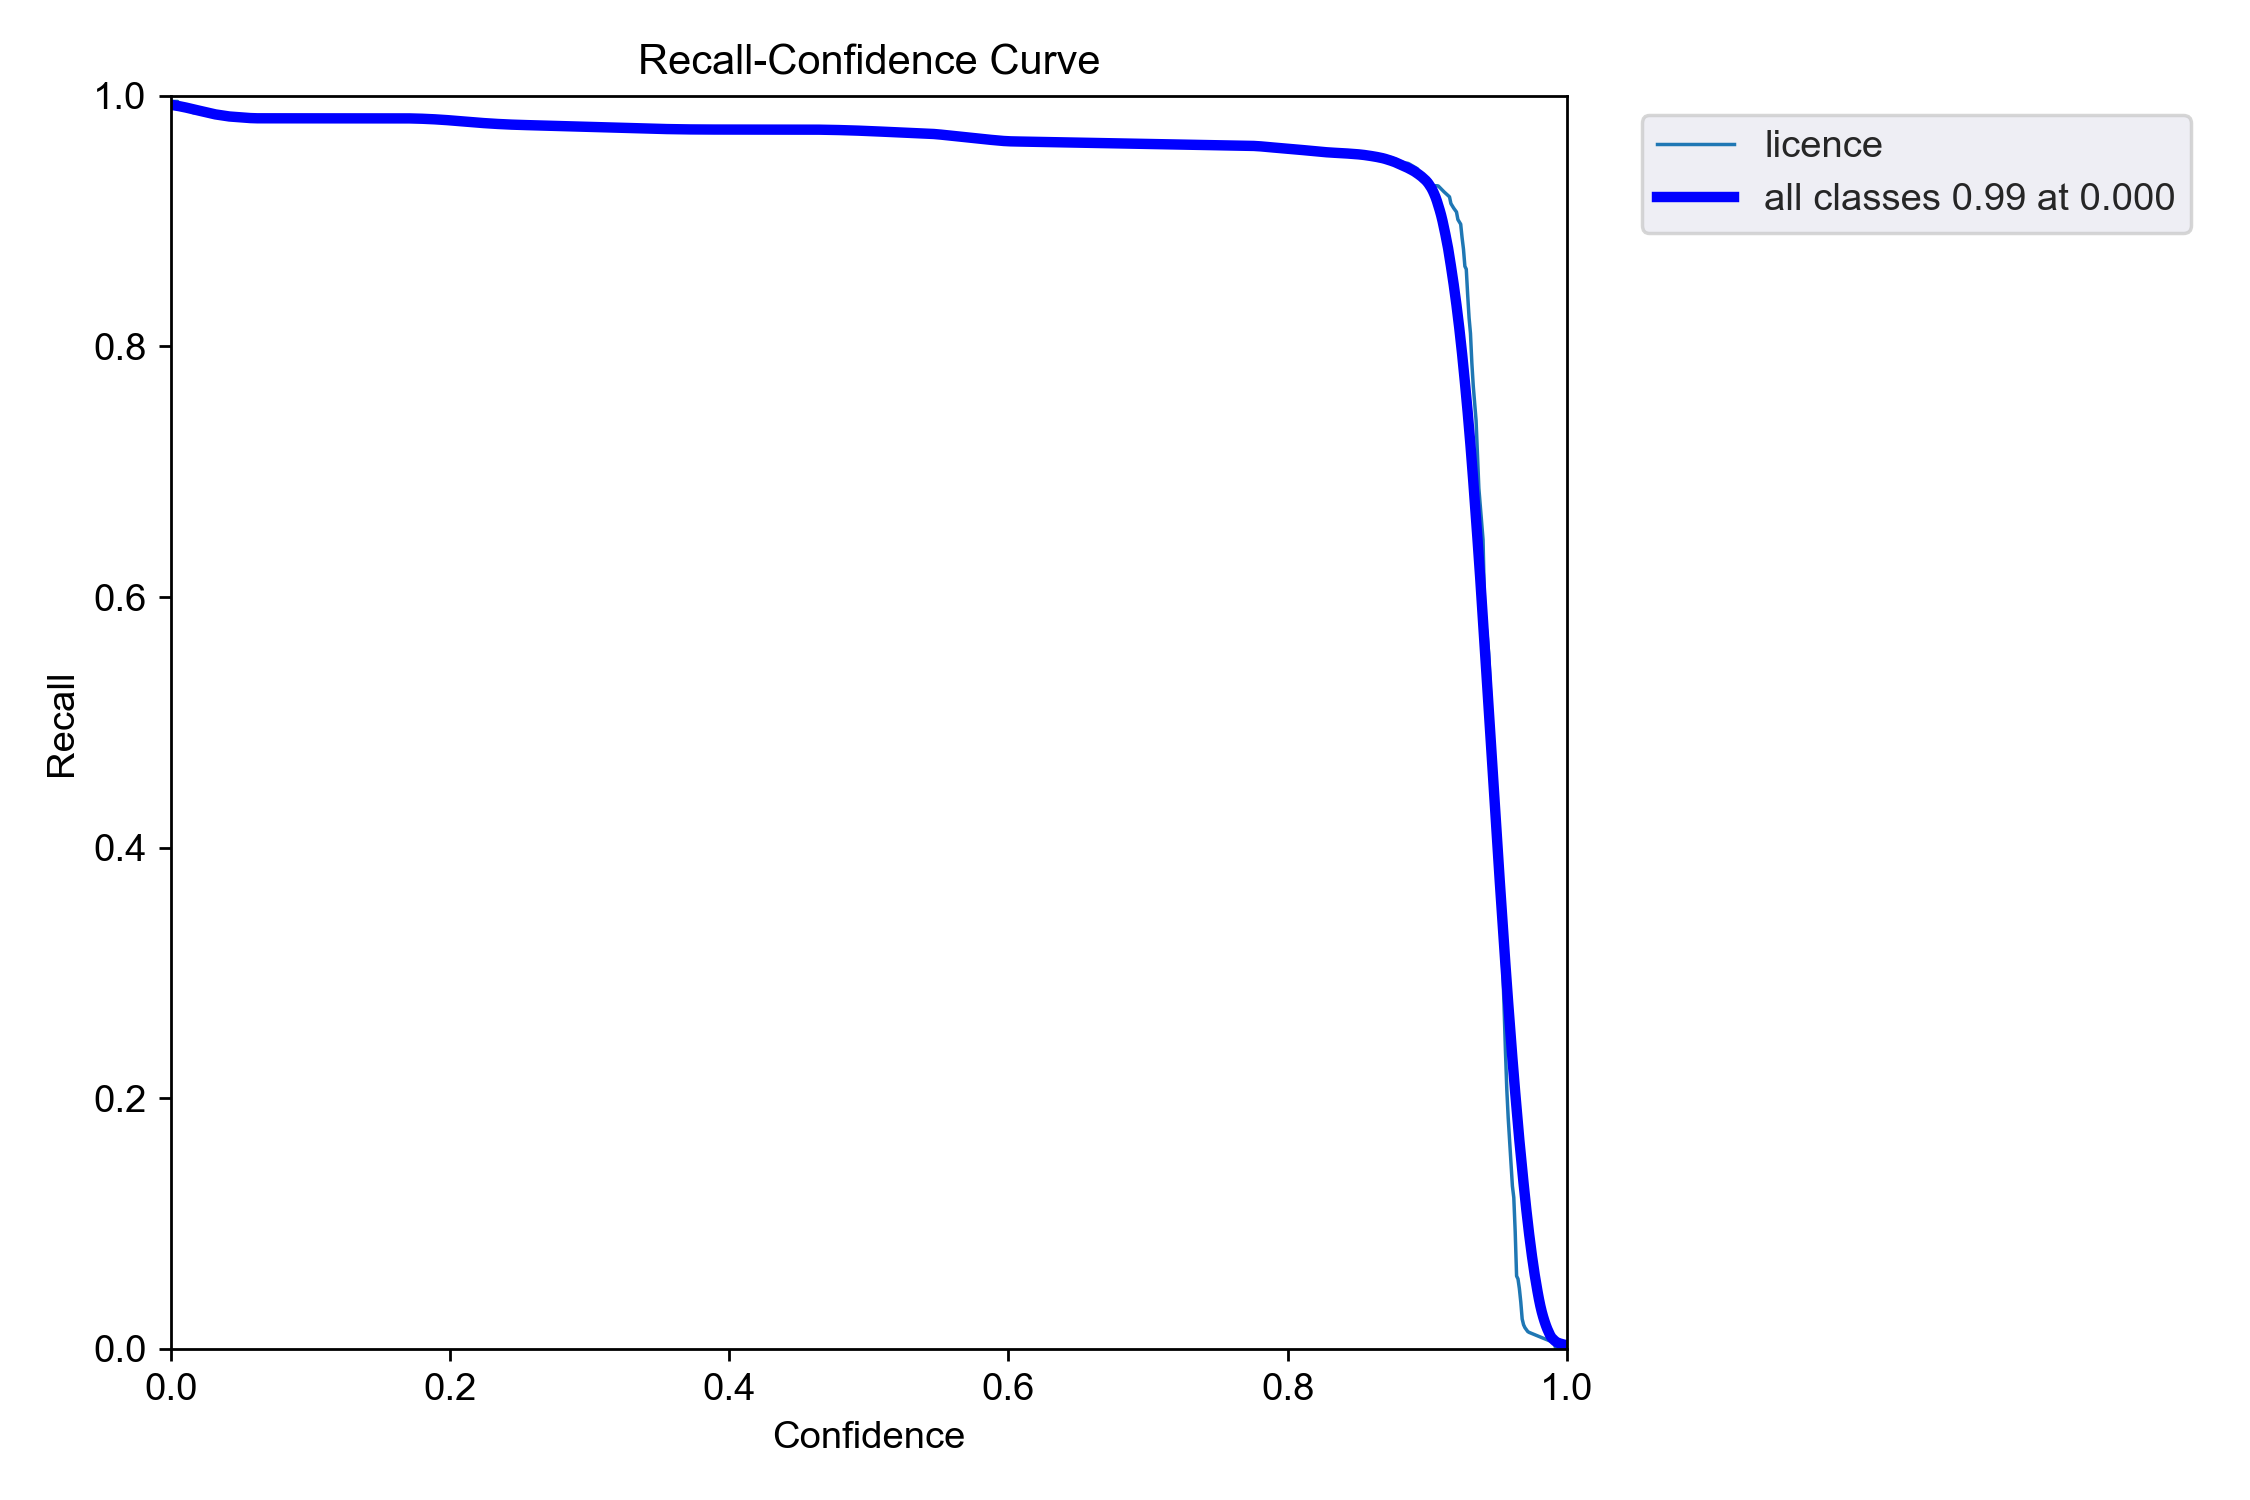 Recall-Confidence Curve
1.0
0.8
0.6
0.4
0.2
0.0
Recall
0.0 0.2 0.4 0.6 0.8 1.0
Confidence
licence
all classes 0.99 at 0.000